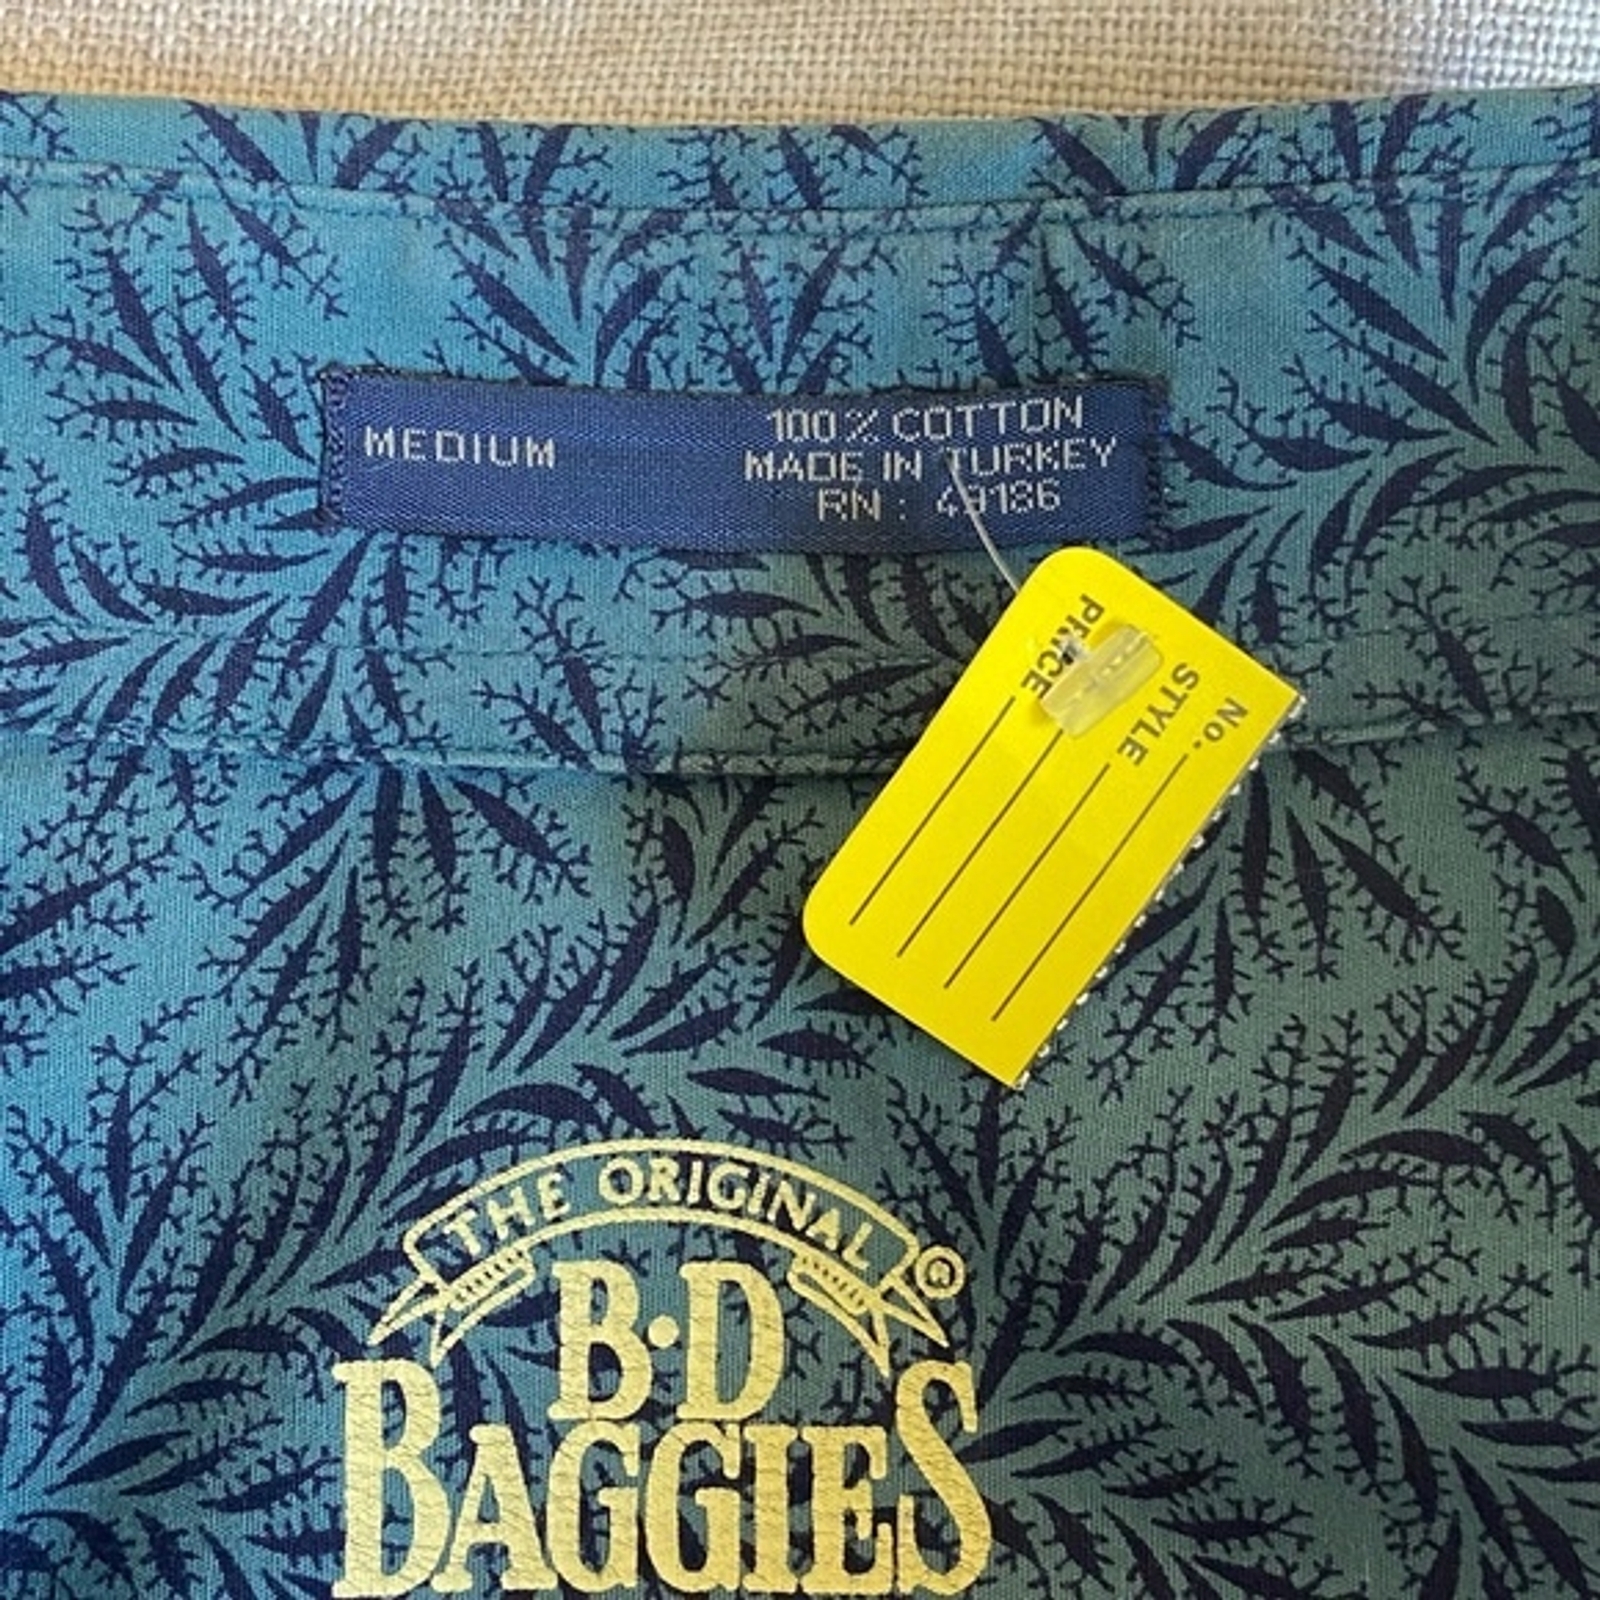 MEDIUM
100% COTTON
MADE IN TURKEY
RN: 49186
PRICE
STYLE
No.
THE ORIGINAL ®
B·D
BAGGIES